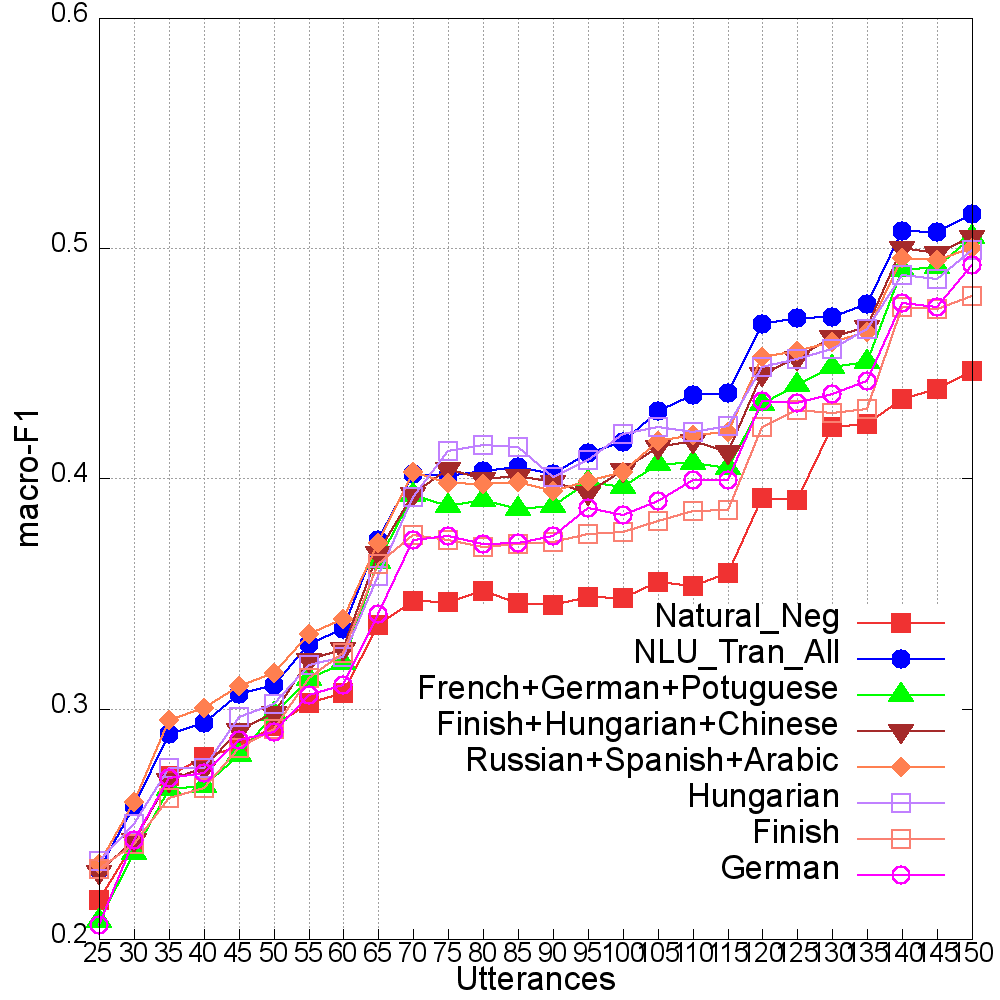 0.6
0.5
0.4
0.3
0.2
macro-F1
Natural_Neg
NLU_Tran_All
French+German+Potuguese
Finish+Hungarian+Chinese
Russian+Spanish+Arabic
Hungarian
Finish
German
25 30 35 40 45 50 55 60 65 70 75 80 85 90 95 100 105 110 115 120 125 130 135 140 145 150
Utterances